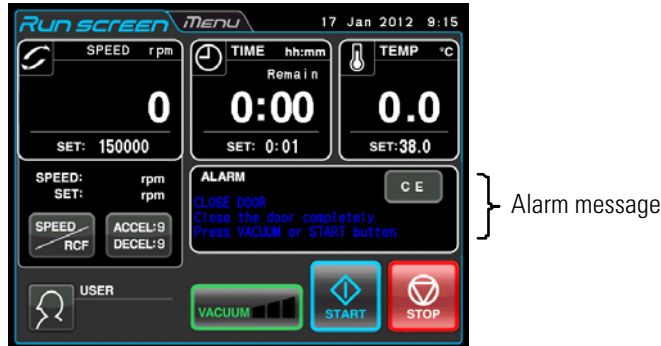 Run screen Menu 17 Jan 2012 9:15
SPEED rpm
0
SET: 150000
TIME hh:mm
Remain
0:00
SET: 0:01
TEMP °C
0.0
SET:38.0
SPEED: rpm
SET: rpm
SPEED/RCF
ACCEL:9
DECEL:9
ALARM
CE
CLOSE DOOR
Close the door completely.
Press VACUUM or START button.
Alarm message
USER
VACUUM
START
STOP